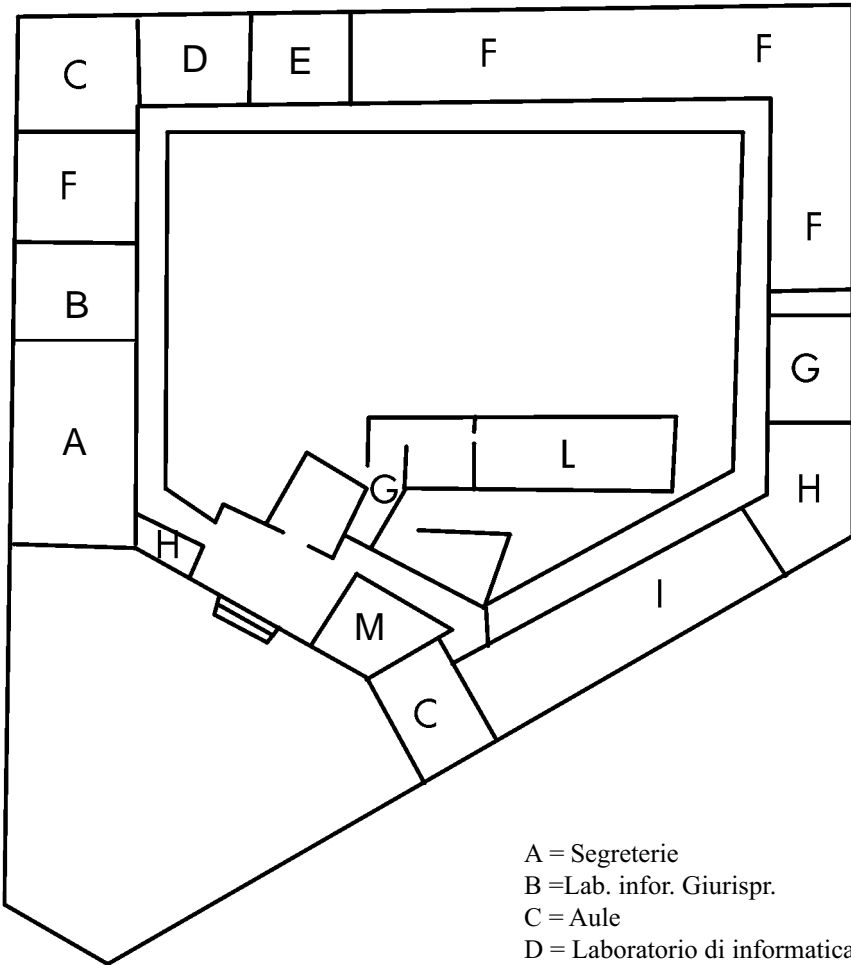 C D E F F
F
F
B
G
A
L
G
H
H
I
M
C
A = Segreterie
B =Lab. infor. Giurispr.
C = Aule
D = Laboratorio di informatica